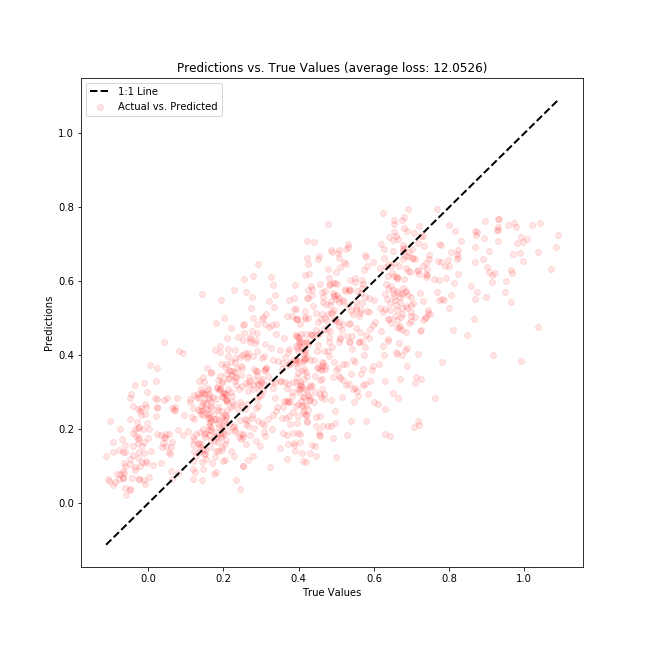 Predictions vs. True Values (average loss: 12.0526)
1:1 Line
Actual vs. Predicted
1.0
0.8
0.6
0.4
0.2
0.0
Predictions
0.0 0.2 0.4 0.6 0.8 1.0
True Values